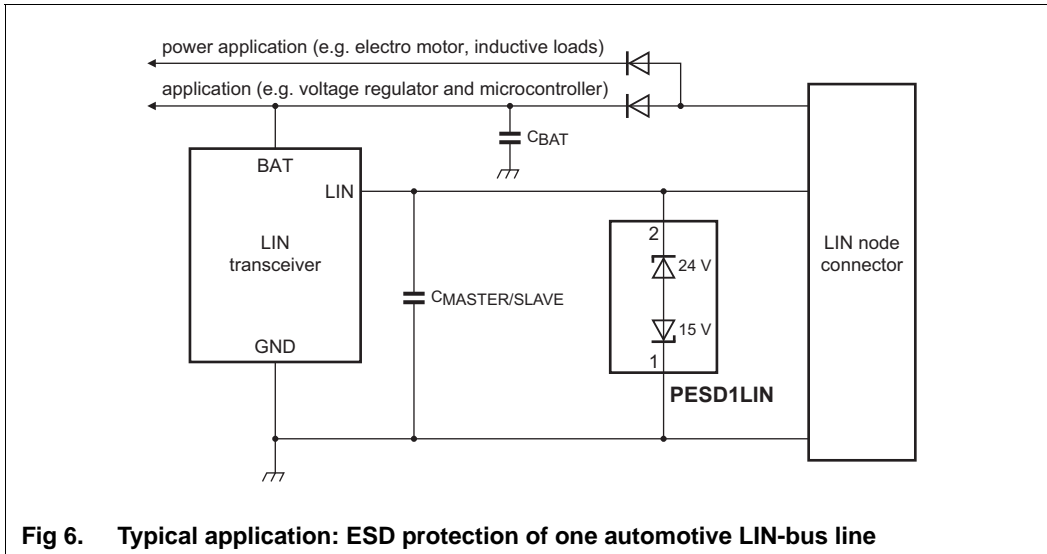 power application (e.g. electro motor, inductive loads)
application (e.g. voltage regulator and microcontroller)
CBAT
BAT
LIN
LIN
transceiver
GND
CMASTER/SLAVE
2
24 V
15 V
1
PESD1LIN
LIN node
connector
Fig 6. Typical application: ESD protection of one automotive LIN-bus line